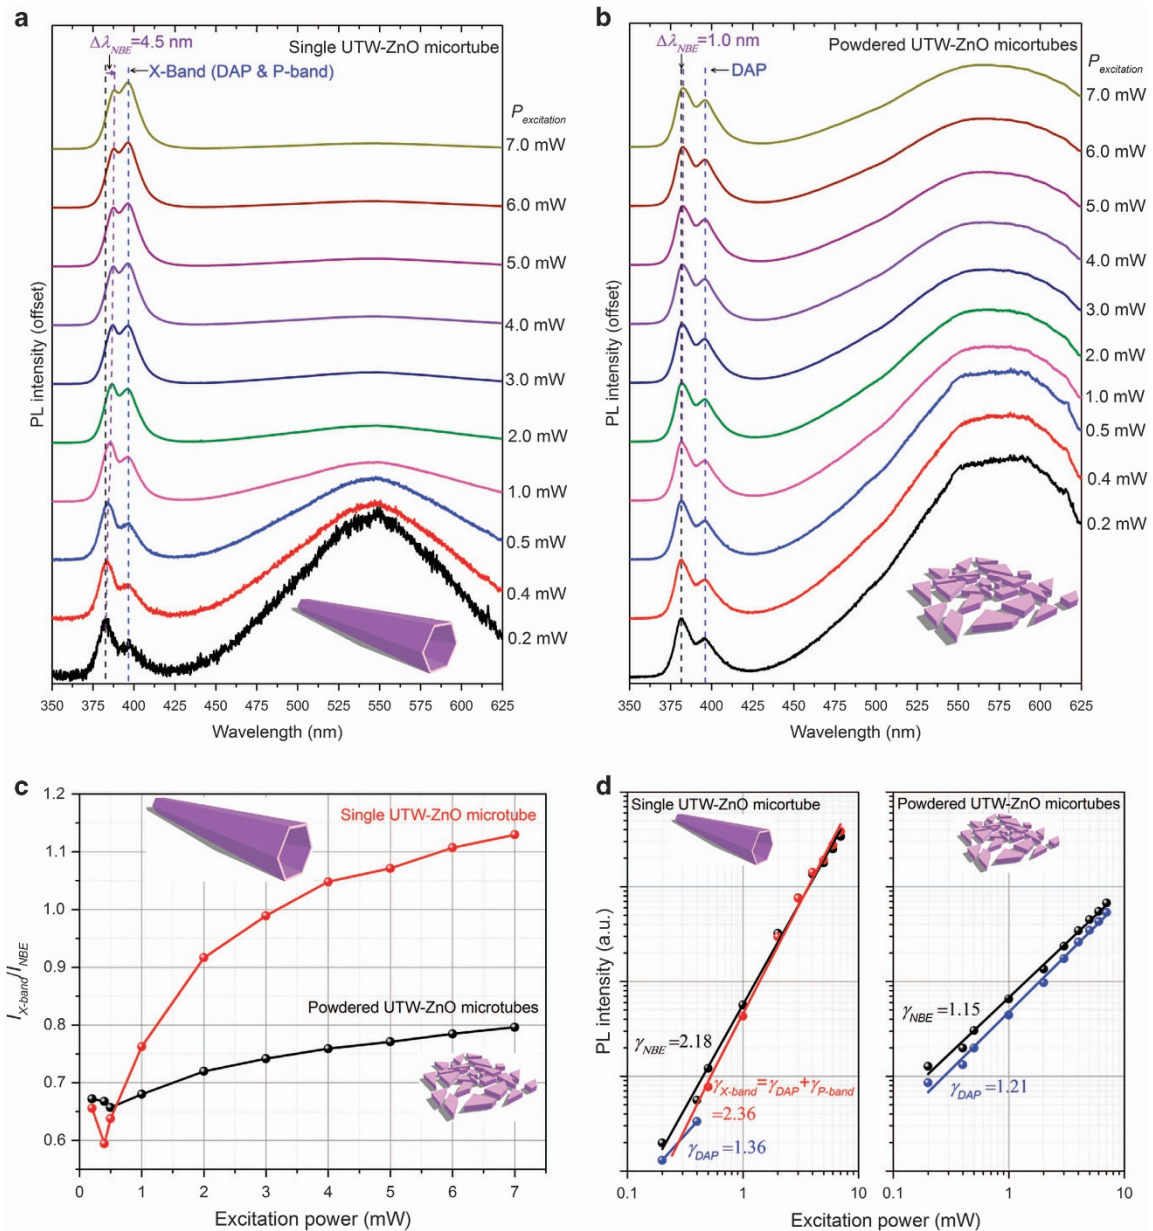 a
Δλ_NBE=4.5 nm
Single UTW-ZnO micortube
X-Band (DAP & P-band)
P_excitation
7.0 mW
6.0 mW
5.0 mW
4.0 mW
3.0 mW
2.0 mW
1.0 mW
0.5 mW
0.4 mW
0.2 mW
PL intensity (offset)
350 375 400 425 450 475 500 525 550 575 600 625
Wavelength (nm)
b
Δλ_NBE=1.0 nm
Powdered UTW-ZnO micortubes
DAP
P_excitation
7.0 mW
6.0 mW
5.0 mW
4.0 mW
3.0 mW
2.0 mW
1.0 mW
0.5 mW
0.4 mW
0.2 mW
PL intensity (offset)
350 375 400 425 450 475 500 525 550 575 600 625
Wavelength (nm)
c
1.2
1.1
1.0
0.9
0.8
0.7
0.6
I_X-band/I_NBE
Single UTW-ZnO microtube
Powdered UTW-ZnO microtubes
0 1 2 3 4 5 6 7
Excitation power (mW)
d
Single UTW-ZnO micortube
PL intensity (a.u.)
γ_NBE=2.18
γ_X-band=γ_DAP+γ_P-band
=2.36
γ_DAP=1.36
0.1 1 10
Powdered UTW-ZnO micortubes
γ_NBE=1.15
γ_DAP=1.21
0.1 1 10
Excitation power (mW)